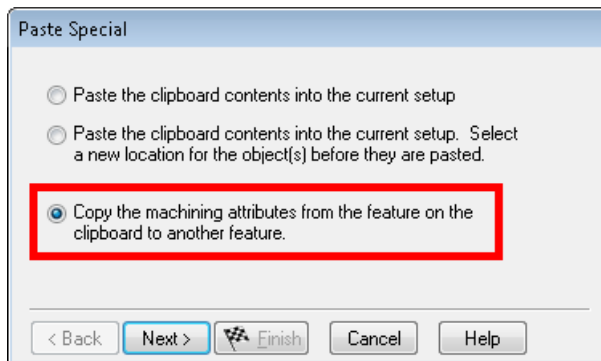 Paste Special
Paste the clipboard contents into the current setup
Paste the clipboard contents into the current setup.  Select
a new location for the object(s) before they are pasted.
Copy the machining attributes from the feature on the
clipboard to another feature.
< Back Next > Finish Cancel Help